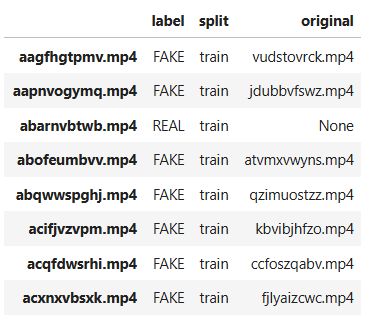 label split original
aagfhgtpmv.mp4 FAKE train vudstovrck.mp4
aapnvogymq.mp4 FAKE train jdubbvfswz.mp4
abarnvbtwb.mp4 REAL train None
abofeumbvv.mp4 FAKE train atvmxvwyns.mp4
abqwwspghj.mp4 FAKE train qzimuostzz.mp4
acifjvzvpm.mp4 FAKE train kbvibjhfzo.mp4
acqfdwsrhi.mp4 FAKE train ccfoszqabv.mp4
acxnxvbsxk.mp4 FAKE train fjlyaizcwc.mp4